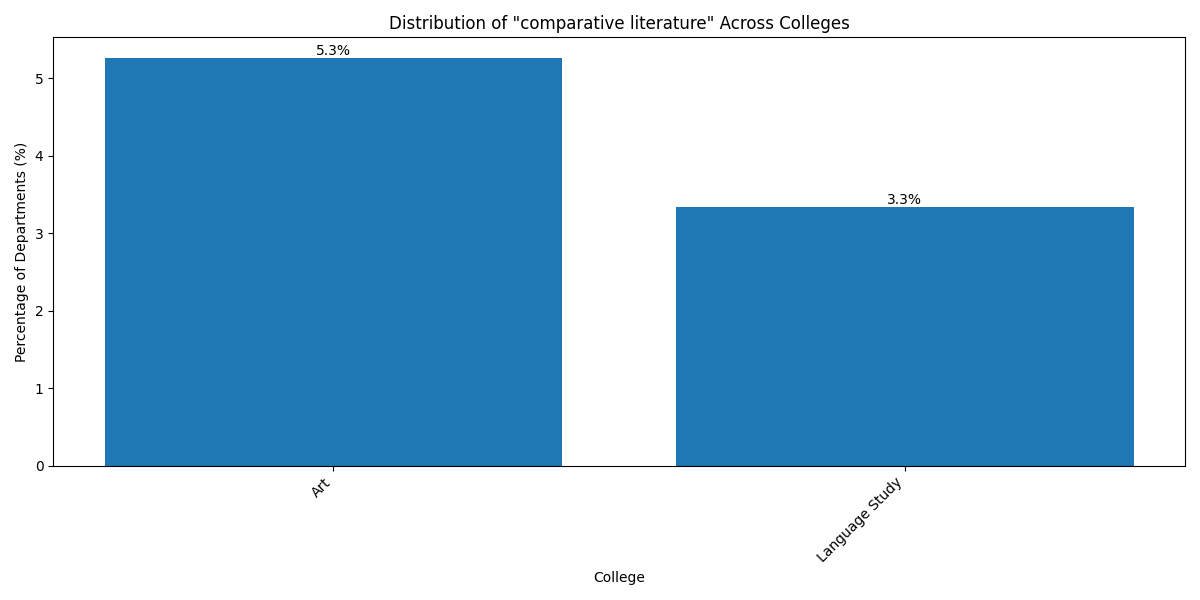 Distribution of "comparative literature" Across Colleges
5.3%
3.3%
Percentage of Departments (%)
5
4
3
2
1
0
Art
Language Study
College